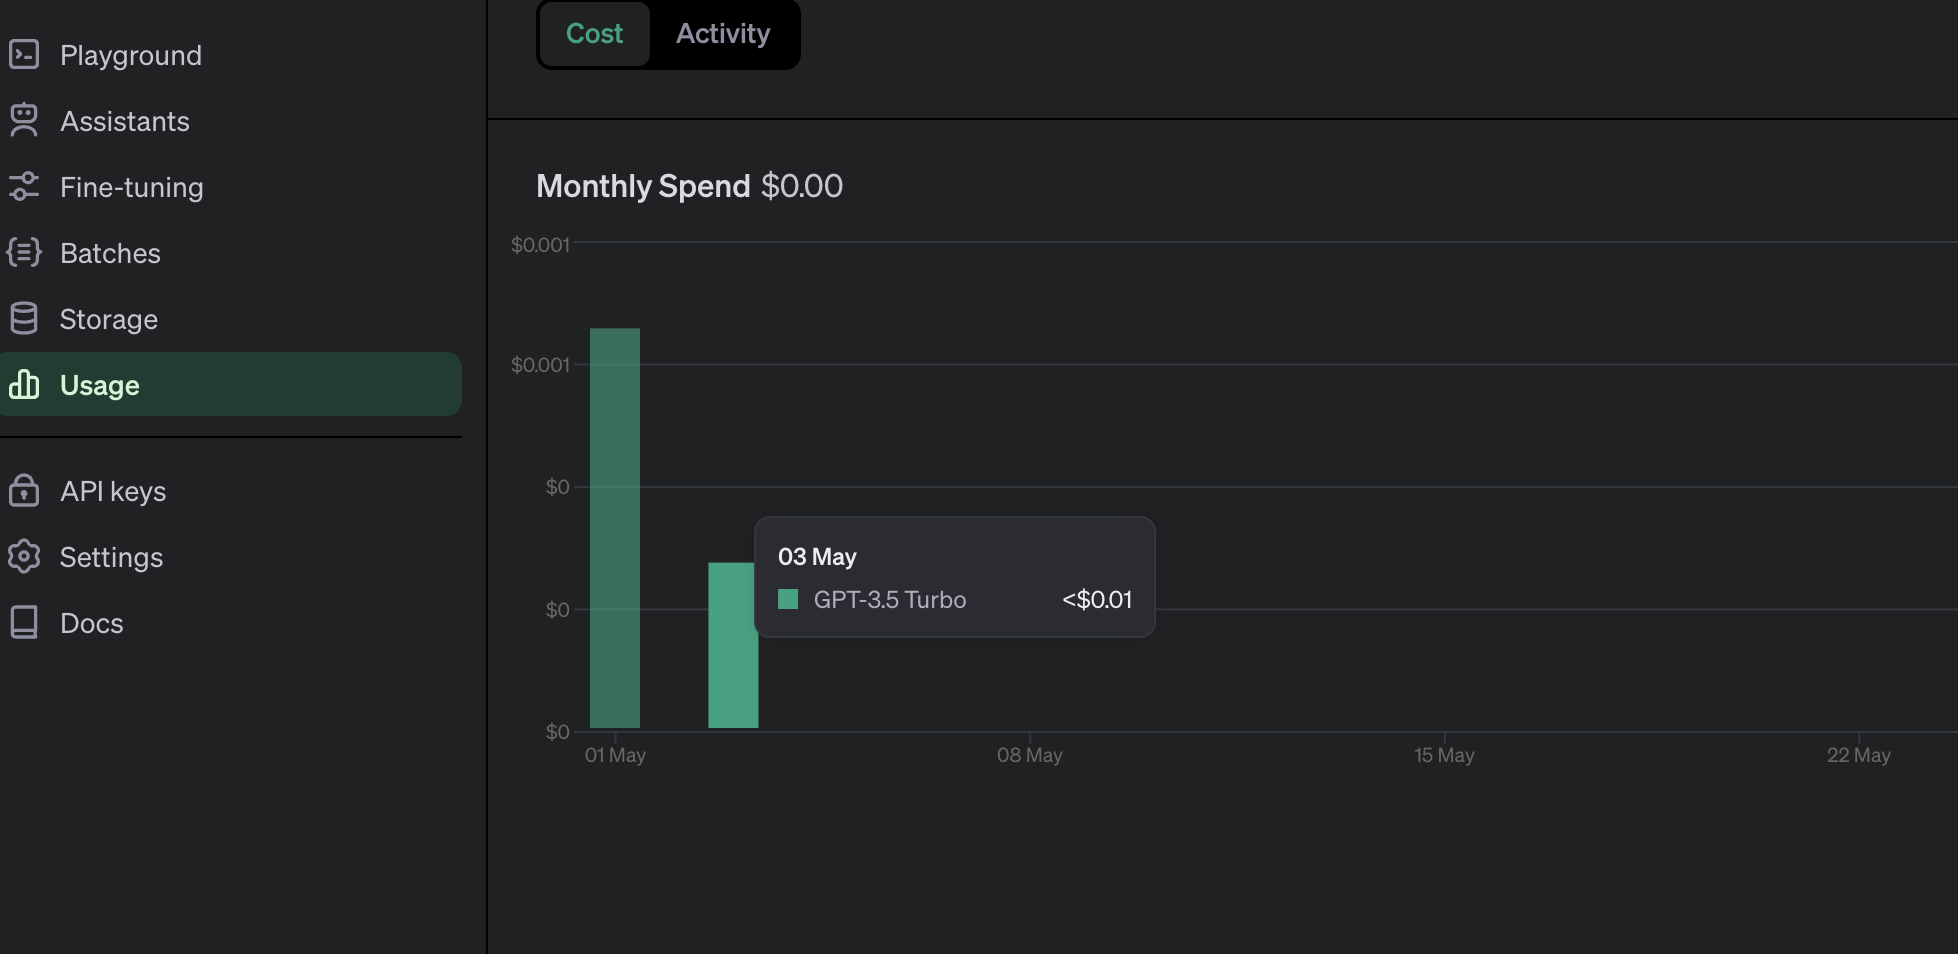 Playground
Assistants
Fine-tuning
Batches
Storage
Usage
API keys
Settings
Docs
Cost Activity
Monthly Spend $0.00
$0.001
$0.001
$0
$0
$0
03 May
GPT-3.5 Turbo <$0.01
01 May 08 May 15 May 22 May